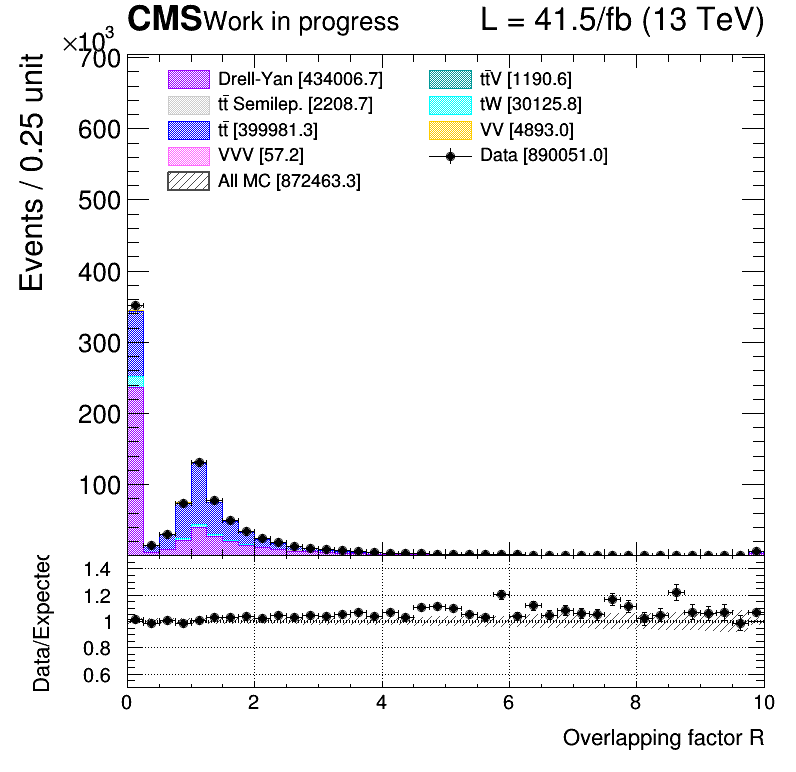 CMS Work in progress L = 41.5/fb (13 TeV)
×10³
Events / 0.25 unit
700
600
500
400
300
200
100
Drell-Yan [434006.7]
tt̄ Semilep. [2208.7]
tt̄ [399981.3]
VVV [57.2]
All MC [872463.3]
tt̄V [1190.6]
tW [30125.8]
VV [4893.0]
Data [890051.0]
Data/Expected
1.4
1.2
1
0.8
0.6
0 2 4 6 8 10
Overlapping factor R